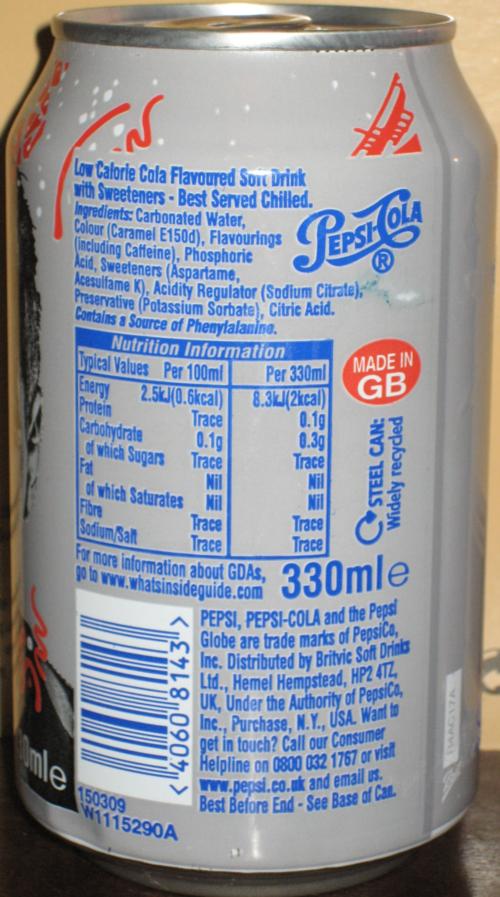 Low Calorie Cola Flavoured Soft Drink
with Sweeteners - Best Served Chilled.
Ingredients: Carbonated Water,
Colour (Caramel E150d), Flavourings
(including Caffeine), Phosphoric
Acid, Sweeteners (Aspartame,
Acesulfame K), Acidity Regulator (Sodium Citrate),
Preservative (Potassium Sorbate), Citric Acid.
Contains a Source of Phenylalanine.
PEPSI-COLA
®
Nutrition Information
Typical Values Per 100ml Per 330ml
Energy 2.5kJ(0.6kcal) 8.3kJ(2kcal)
Protein Trace 0.1g
Carbohydrate 0.1g 0.3g
of which Sugars Trace Trace
Fat Nil Nil
of which Saturates Nil Nil
Fibre Trace Trace
Sodium/Salt Trace Trace
MADE IN
GB
STEEL CAN:
Widely recycled
For more information about GDAs,
go to www.whatsinsideguide.com
330ml e
PEPSI, PEPSI-COLA and the Pepsi
Globe are trade marks of PepsiCo,
Inc. Distributed by Britvic Soft Drinks
Ltd., Hemel Hempstead, HP2 4TZ,
UK, Under the Authority of PepsiCo,
Inc., Purchase, N.Y., USA. Want to
get in touch? Call our Consumer
Helpline on 0800 032 1767 or visit
www.pepsi.co.uk and email us.
Best Before End - See Base of Can.
< 4060 8143 >
150309
W1115290A
0ml e